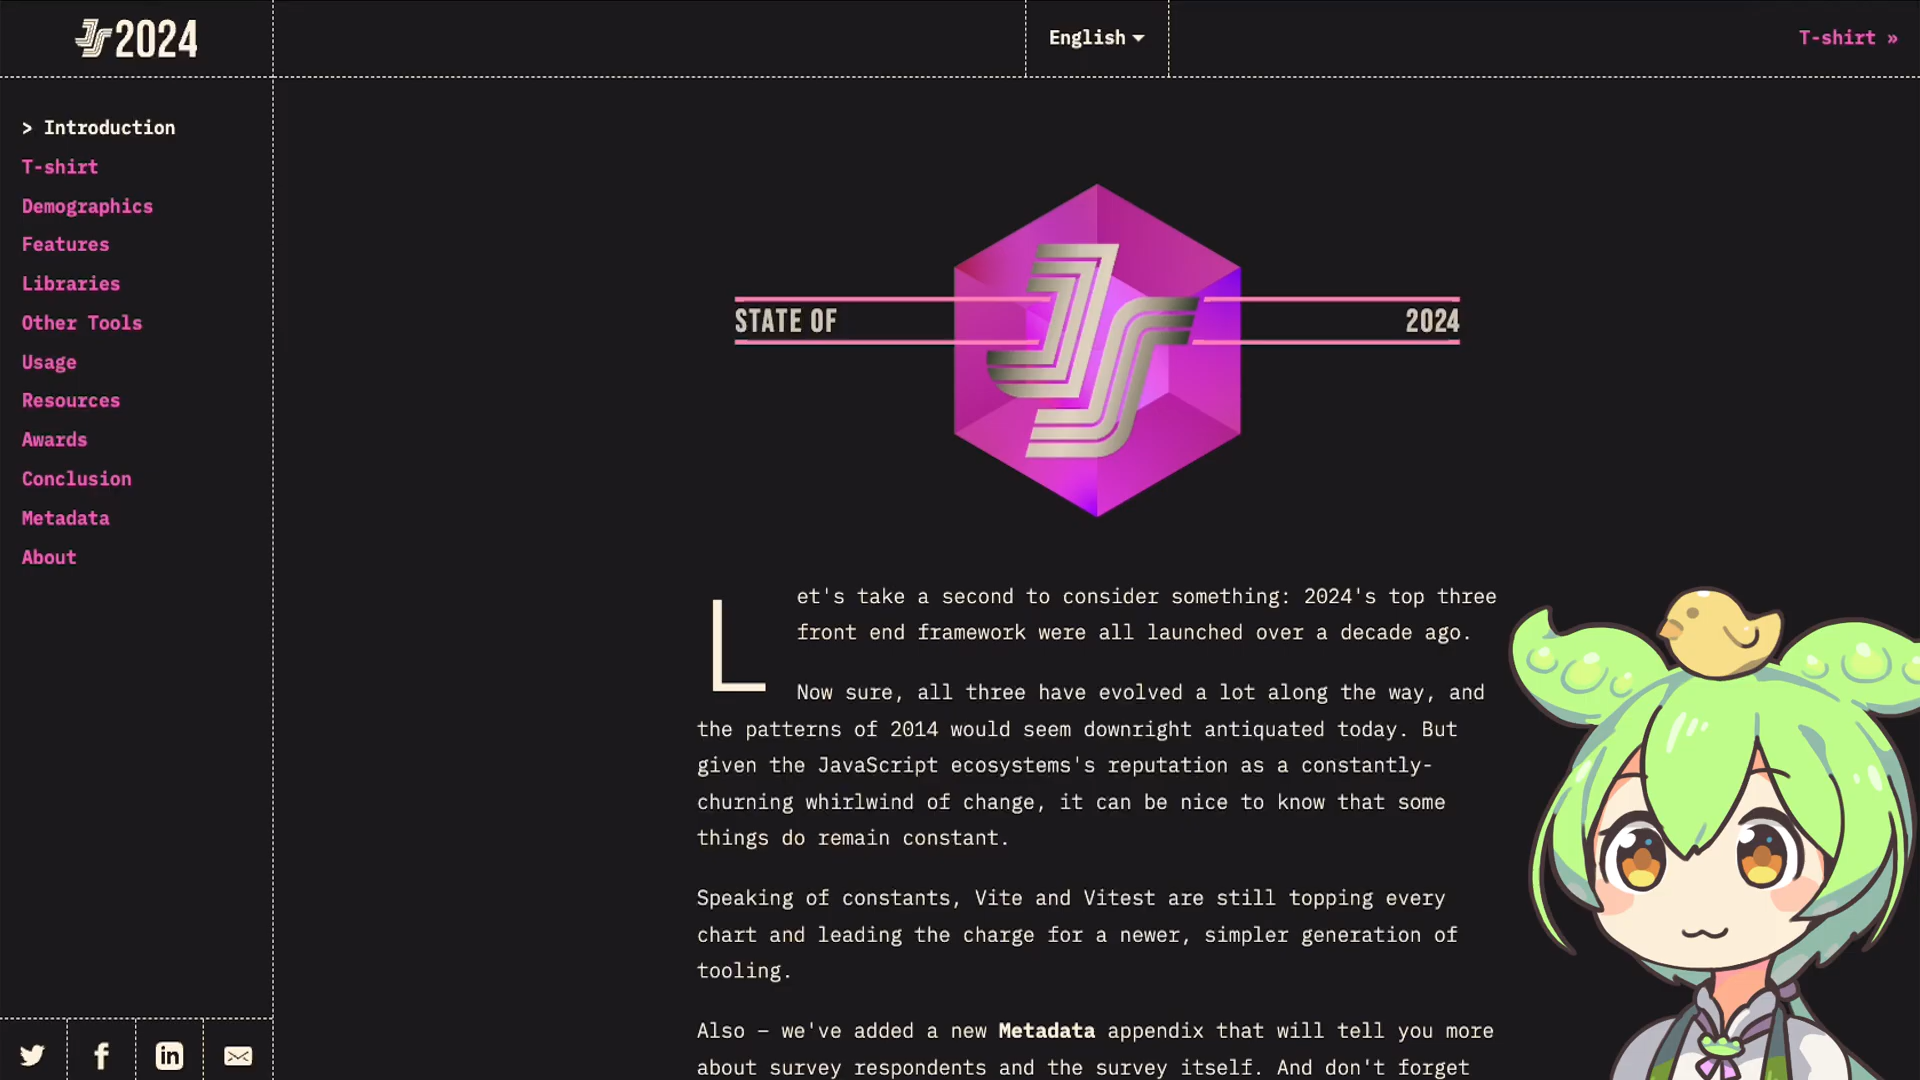 JS2024
English
T-shirt »
> Introduction
T-shirt
Demographics
Features
Libraries
Other Tools
Usage
Resources
Awards
Conclusion
Metadata
About
STATE OF
JS
2024
Let's take a second to consider something: 2024's top three
front end framework were all launched over a decade ago.
Now sure, all three have evolved a lot along the way, and
the patterns of 2014 would seem downright antiquated today. But
given the JavaScript ecosystems's reputation as a constantly-
churning whirlwind of change, it can be nice to know that some
things do remain constant.
Speaking of constants, Vite and Vitest are still topping every
chart and leading the charge for a newer, simpler generation of
tooling.
Also – we've added a new Metadata appendix that will tell you more
about survey respondents and the survey itself. And don't forget